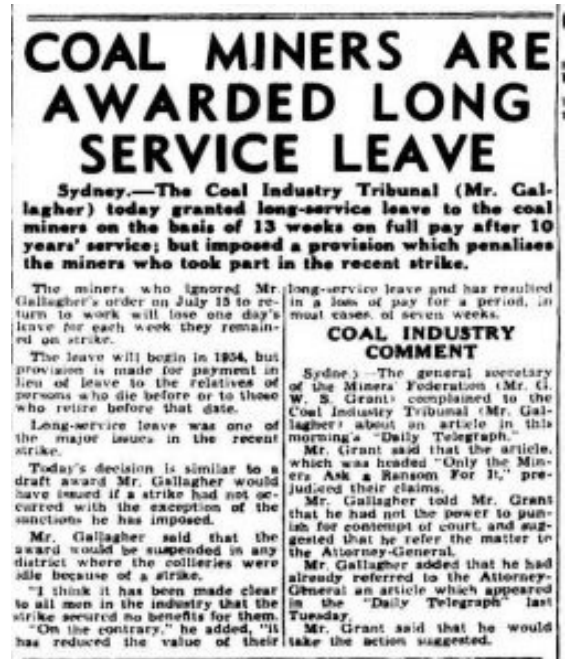 COAL MINERS ARE
AWARDED LONG
SERVICE LEAVE
Sydney.—The Coal Industry Tribunal (Mr. Gal-
lagher) today granted long-service leave to the coal
miners on the basis of 13 weeks on full pay after 10
years' service; but imposed a provision which penalises
the miners who took part in the recent strike.
The miners who ignored Mr.
Gallagher's order on July 15 to re-
turn to work will lose one day's
leave for each week they remain-
ed on strike.
The leave will begin in 1954, but
provision is made for payment in
lieu of leave to the relatives of
persons who die before or to those
who retire before that date.
Long-service leave was one of
the major issues in the recent
strike.
Today's decision is similar to a
draft award Mr. Gallagher would
have issued if a strike had not oc-
curred with the exception of the
sanctions he has imposed.
Mr. Gallagher said that the
award would be suspended in any
district where the collieries were
idle because of a strike.
"I think it has been made clear
to all men in the industry that the
strike secured no benefits for them.
"On the contrary," he added, "it
has reduced the value of their
long-service leave and has resulted
in a loss of pay for a period, in
most cases, of seven weeks.
COAL INDUSTRY
COMMENT
Sydney.—The general secretary
of the Miners' Federation (Mr. G.
W. S. Grant) complained to the
Coal Industry Tribunal (Mr. Gal-
lagher) about an article in this
morning's "Daily Telegraph."
Mr. Grant said that the article,
which was headed "Only the Min-
ers Ask a Ransom For It," pre-
judiced their claims.
Mr. Gallagher told Mr. Grant
that he had not the power to pun-
ish for contempt of court, and sug-
gested that he refer the matter to
the Attorney-General.
Mr. Gallagher added that he had
already referred to the Attorney-
General an article which appeared
in the "Daily Telegraph" last
Tuesday.
Mr. Grant said that he would
take the action suggested.